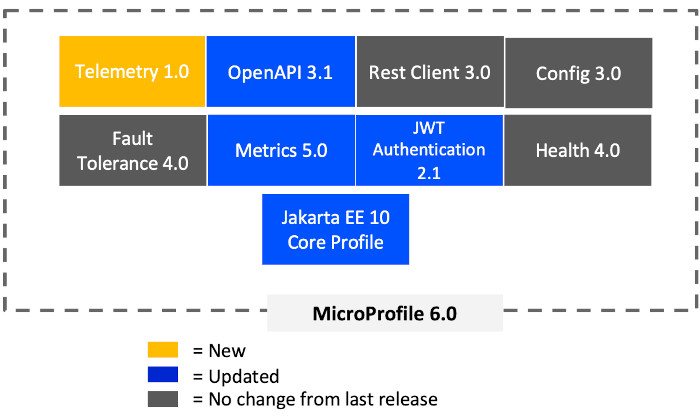 Telemetry 1.0
OpenAPI 3.1
Rest Client 3.0
Config 3.0
Fault
Tolerance 4.0
Metrics 5.0
JWT
Authentication
2.1
Health 4.0
Jakarta EE 10
Core Profile
MicroProfile 6.0
= New
= Updated
= No change from last release